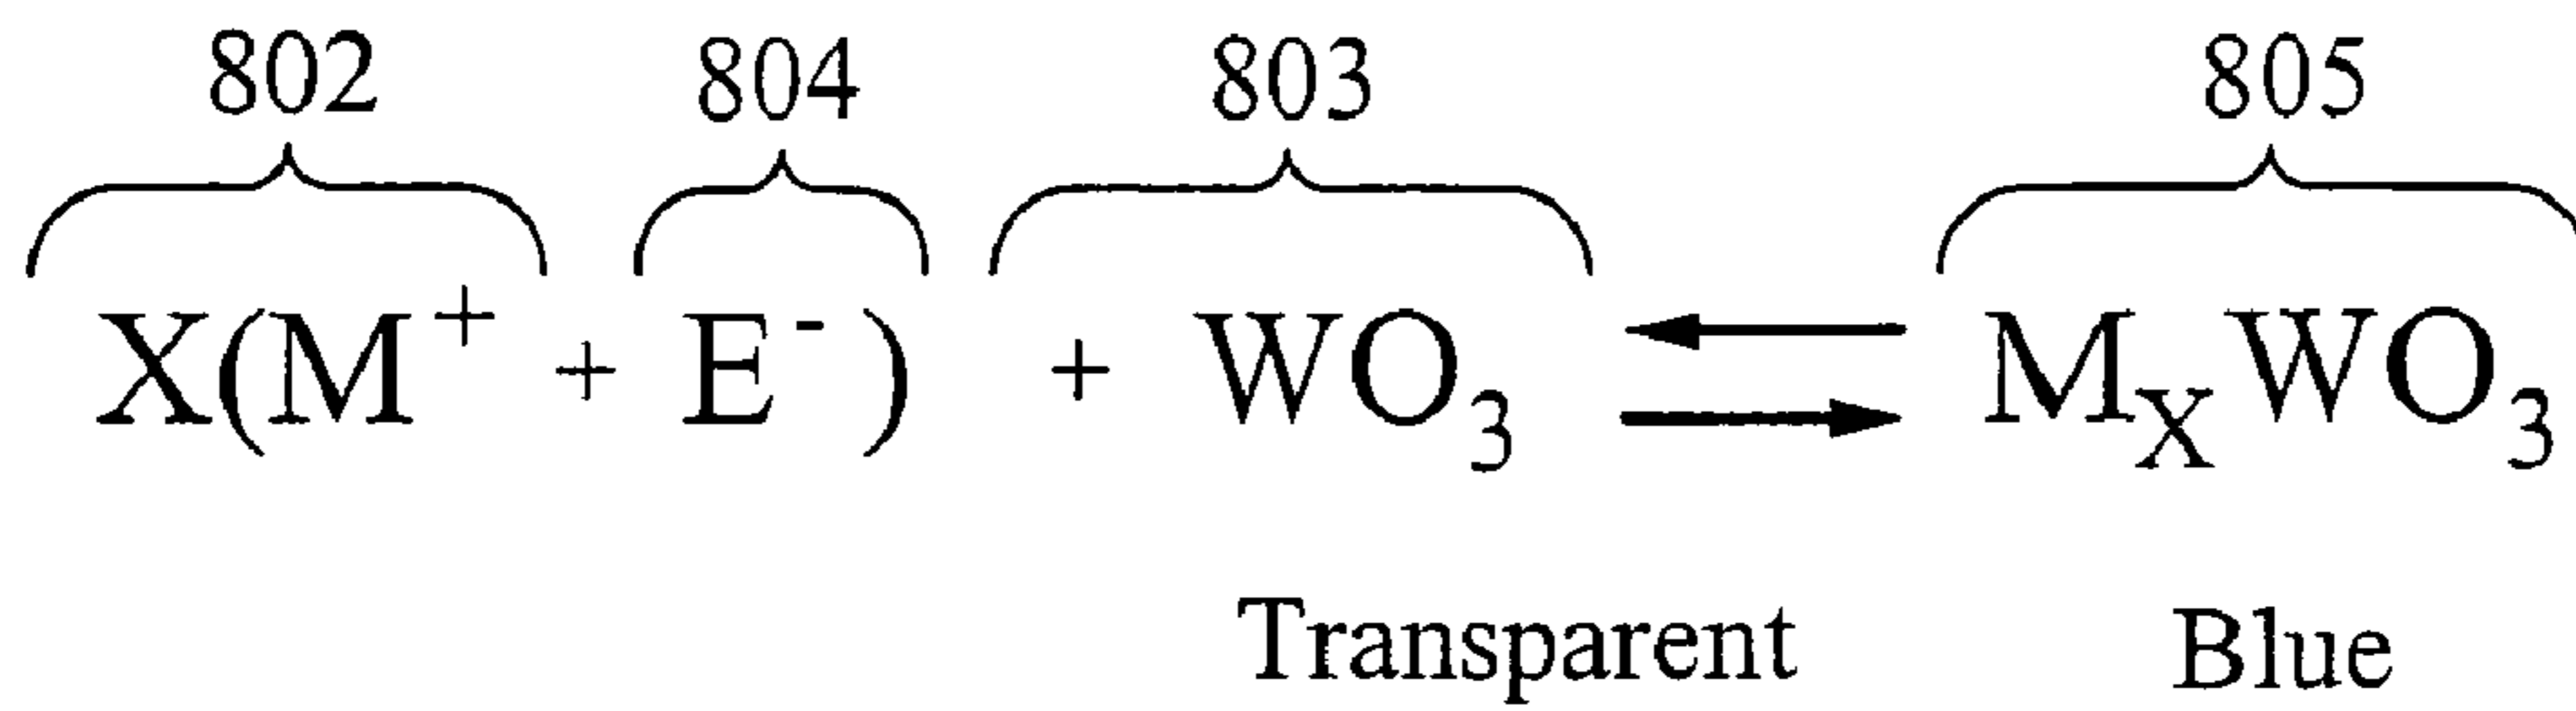 802 804 803 805
X(M⁺ + E⁻) + WO₃ ⇄ MₓWO₃
Transparent Blue